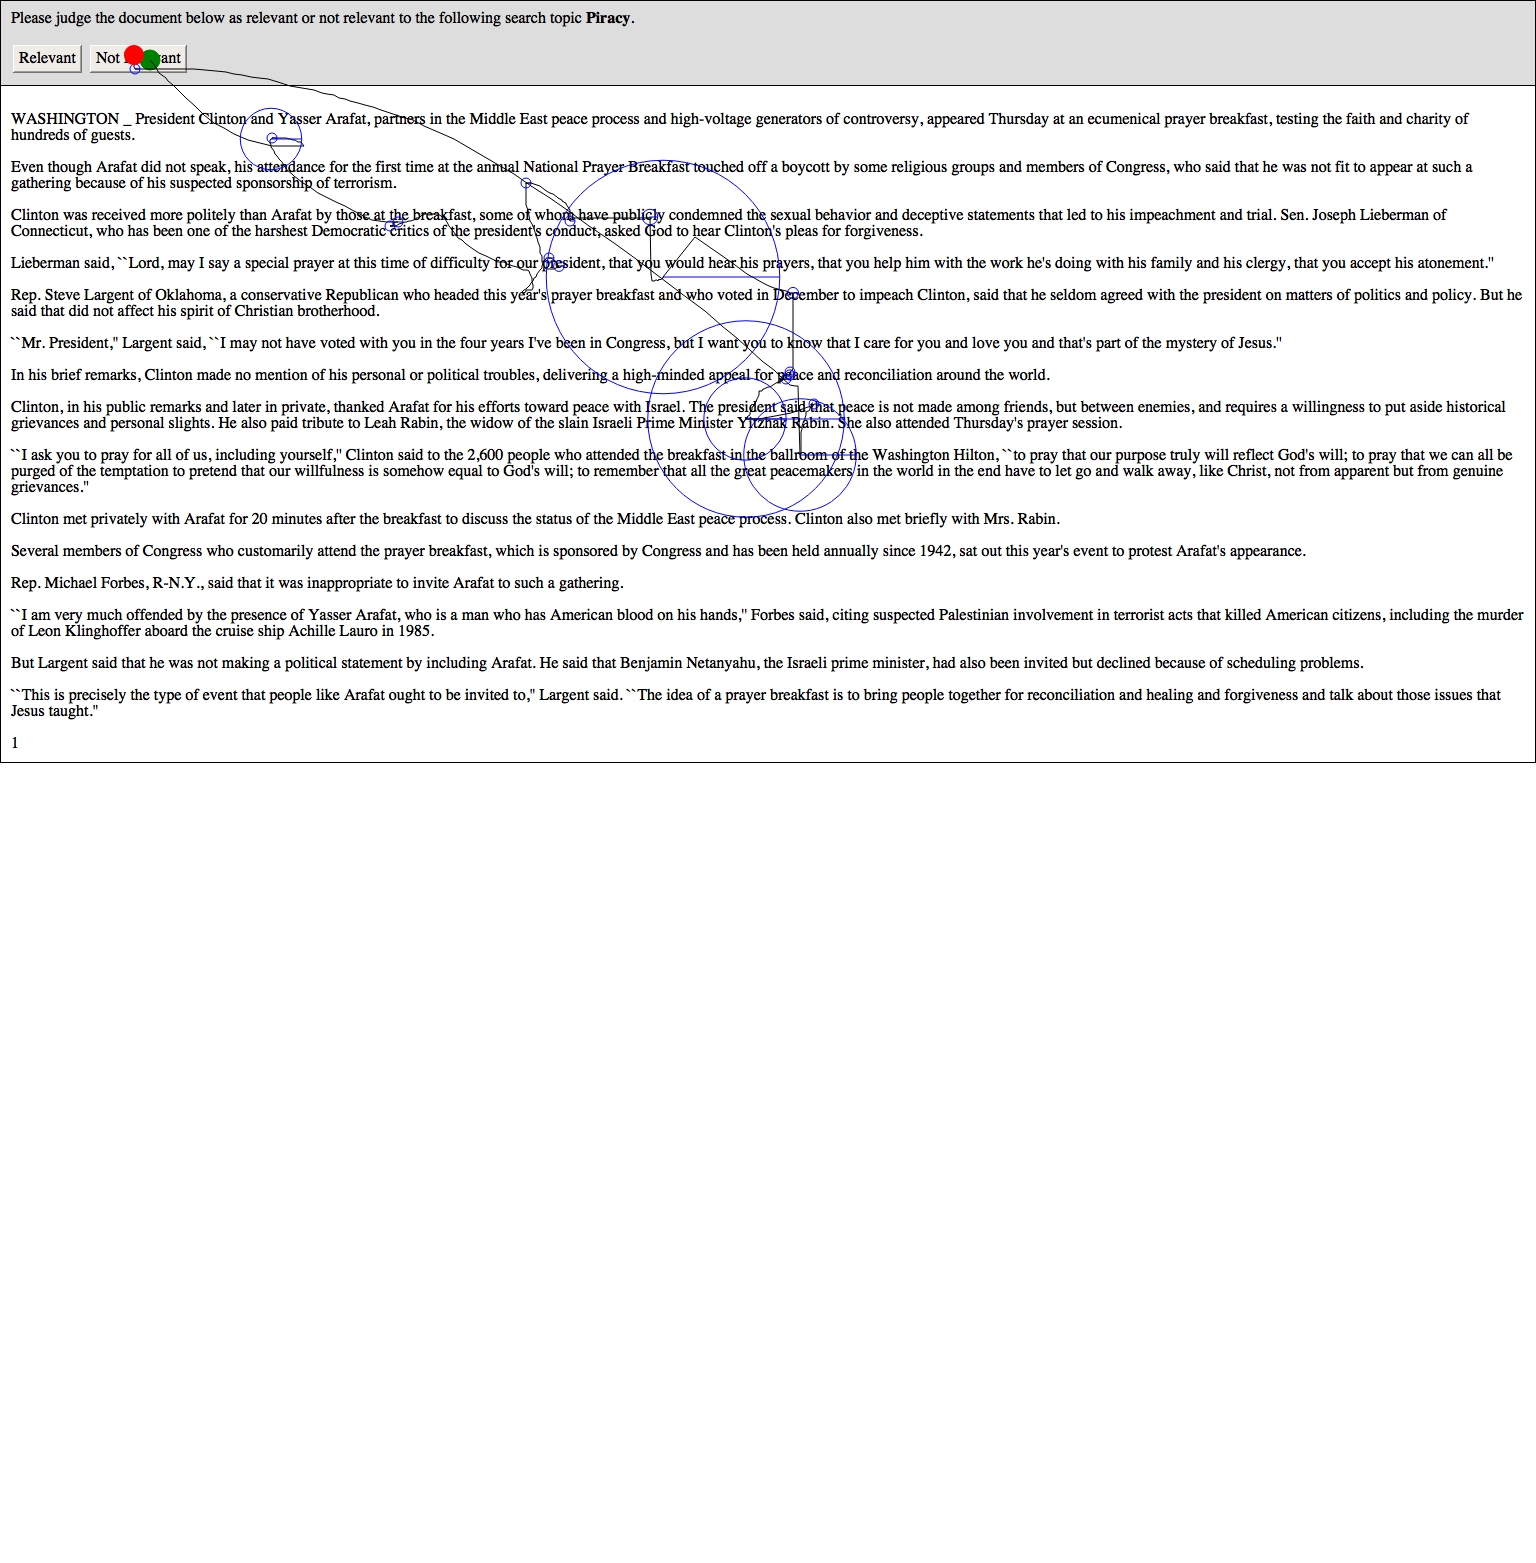 Please judge the document below as relevant or not relevant to the following search topic Piracy.
Relevant Not vant
WASHINGTON _ President Clinton and Yasser Arafat, partners in the Middle East peace process and high-voltage generators of controversy, appeared Thursday at an ecumenical prayer breakfast, testing the faith and charity of
hundreds of guests.
Even though Arafat did not speak, his attendance for the first time at the annual National Prayer Breakfast touched off a boycott by some religious groups and members of Congress, who said that he was not fit to appear at such a
gathering because of his suspected sponsorship of terrorism.
Clinton was received more politely than Arafat by those at the breakfast, some of whom have publicly condemned the sexual behavior and deceptive statements that led to his impeachment and trial. Sen. Joseph Lieberman of
Connecticut, who has been one of the harshest Democratic critics of the president's conduct, asked God to hear Clinton's pleas for forgiveness.
Lieberman said, ``Lord, may I say a special prayer at this time of difficulty for our president, that you would hear his prayers, that you help him with the work he's doing with his family and his clergy, that you accept his atonement.''
Rep. Steve Largent of Oklahoma, a conservative Republican who headed this year's prayer breakfast and who voted in December to impeach Clinton, said that he seldom agreed with the president on matters of politics and policy. But he
said that did not affect his spirit of Christian brotherhood.
``Mr. President,'' Largent said, ``I may not have voted with you in the four years I've been in Congress, but I want you to know that I care for you and love you and that's part of the mystery of Jesus.''
In his brief remarks, Clinton made no mention of his personal or political troubles, delivering a high-minded appeal for peace and reconciliation around the world.
Clinton, in his public remarks and later in private, thanked Arafat for his efforts toward peace with Israel. The president said that peace is not made among friends, but between enemies, and requires a willingness to put aside historical
grievances and personal slights. He also paid tribute to Leah Rabin, the widow of the slain Israeli Prime Minister Yitzhak Rabin. She also attended Thursday's prayer session.
``I ask you to pray for all of us, including yourself,'' Clinton said to the 2,600 people who attended the breakfast in the ballroom of the Washington Hilton, ``to pray that our purpose truly will reflect God's will; to pray that we can all be
purged of the temptation to pretend that our willfulness is somehow equal to God's will; to remember that all the great peacemakers in the world in the end have to let go and walk away, like Christ, not from apparent but from genuine
grievances.''
Clinton met privately with Arafat for 20 minutes after the breakfast to discuss the status of the Middle East peace process. Clinton also met briefly with Mrs. Rabin.
Several members of Congress who customarily attend the prayer breakfast, which is sponsored by Congress and has been held annually since 1942, sat out this year's event to protest Arafat's appearance.
Rep. Michael Forbes, R-N.Y., said that it was inappropriate to invite Arafat to such a gathering.
``I am very much offended by the presence of Yasser Arafat, who is a man who has American blood on his hands,'' Forbes said, citing suspected Palestinian involvement in terrorist acts that killed American citizens, including the murder
of Leon Klinghoffer aboard the cruise ship Achille Lauro in 1985.
But Largent said that he was not making a political statement by including Arafat. He said that Benjamin Netanyahu, the Israeli prime minister, had also been invited but declined because of scheduling problems.
``This is precisely the type of event that people like Arafat ought to be invited to,'' Largent said. ``The idea of a prayer breakfast is to bring people together for reconciliation and healing and forgiveness and talk about those issues that
Jesus taught.''
1